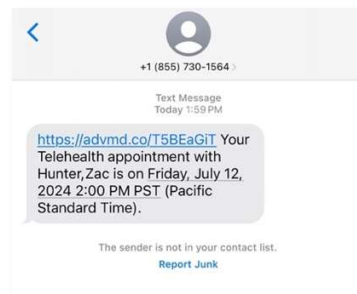 +1 (855) 730-1564
Text Message
Today 1:59 PM
https://advmd.co/T5BEaGiT Your
Telehealth appointment with
Hunter,Zac is on Friday, July 12,
2024 2:00 PM PST (Pacific
Standard Time).
The sender is not in your contact list.
Report Junk